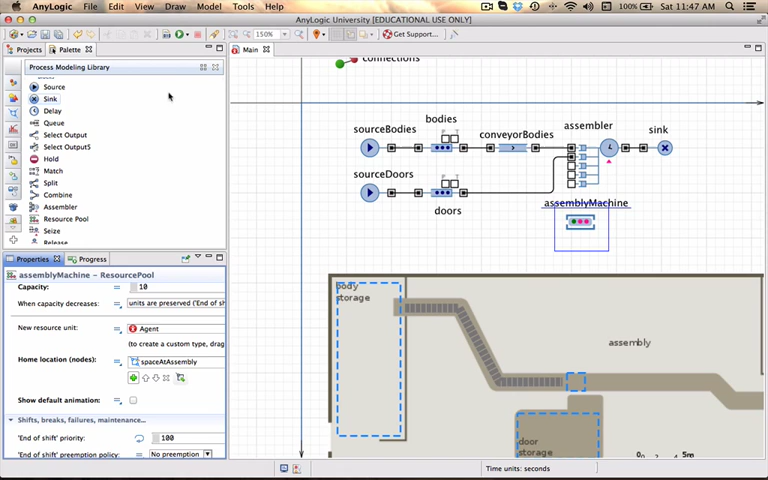 AnyLogic File Edit View Draw Model Tools Help 100% Sat 11:47 AM
AnyLogic University [EDUCATIONAL USE ONLY]
150% Get Support...
Projects Palette Main
Process Modeling Library
Source
Sink
Delay
Queue
Select Output
Select Output5
Hold
Match
Split
Combine
Assembler
Resource Pool
Seize
Release
connections
sourceBodies
bodies
conveyorBodies
assembler
sink
sourceDoors
doors
assemblyMachine
body
storage
assembly
door
storage
0 4 5m
Properties Progress
assemblyMachine - ResourcePool
Capacity: 10
When capacity decreases: units are preserved ('End of sh
New resource unit: Agent
(to create a custom type, drag
Home location (nodes): spaceAtAssembly
Show default animation:
Shifts, breaks, failures, maintenance...
'End of shift' priority: 100
'End of shift' preemption policy: No preemption
Time units: seconds